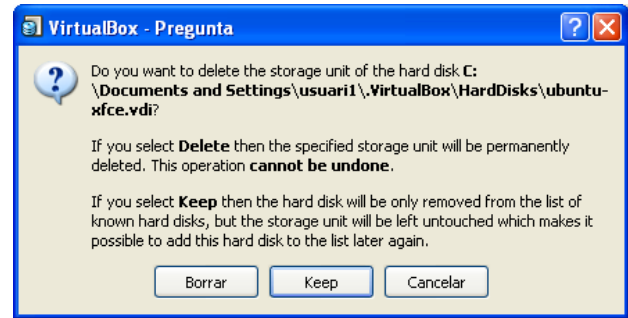 VirtualBox - Pregunta
Do you want to delete the storage unit of the hard disk C:
\Documents and Settings\usuari1\.VirtualBox\HardDisks\ubuntu-
xfce.vdi?
If you select Delete then the specified storage unit will be permanently
deleted. This operation cannot be undone.
If you select Keep then the hard disk will be only removed from the list of
known hard disks, but the storage unit will be left untouched which makes it
possible to add this hard disk to the list later again.
Borrar Keep Cancelar